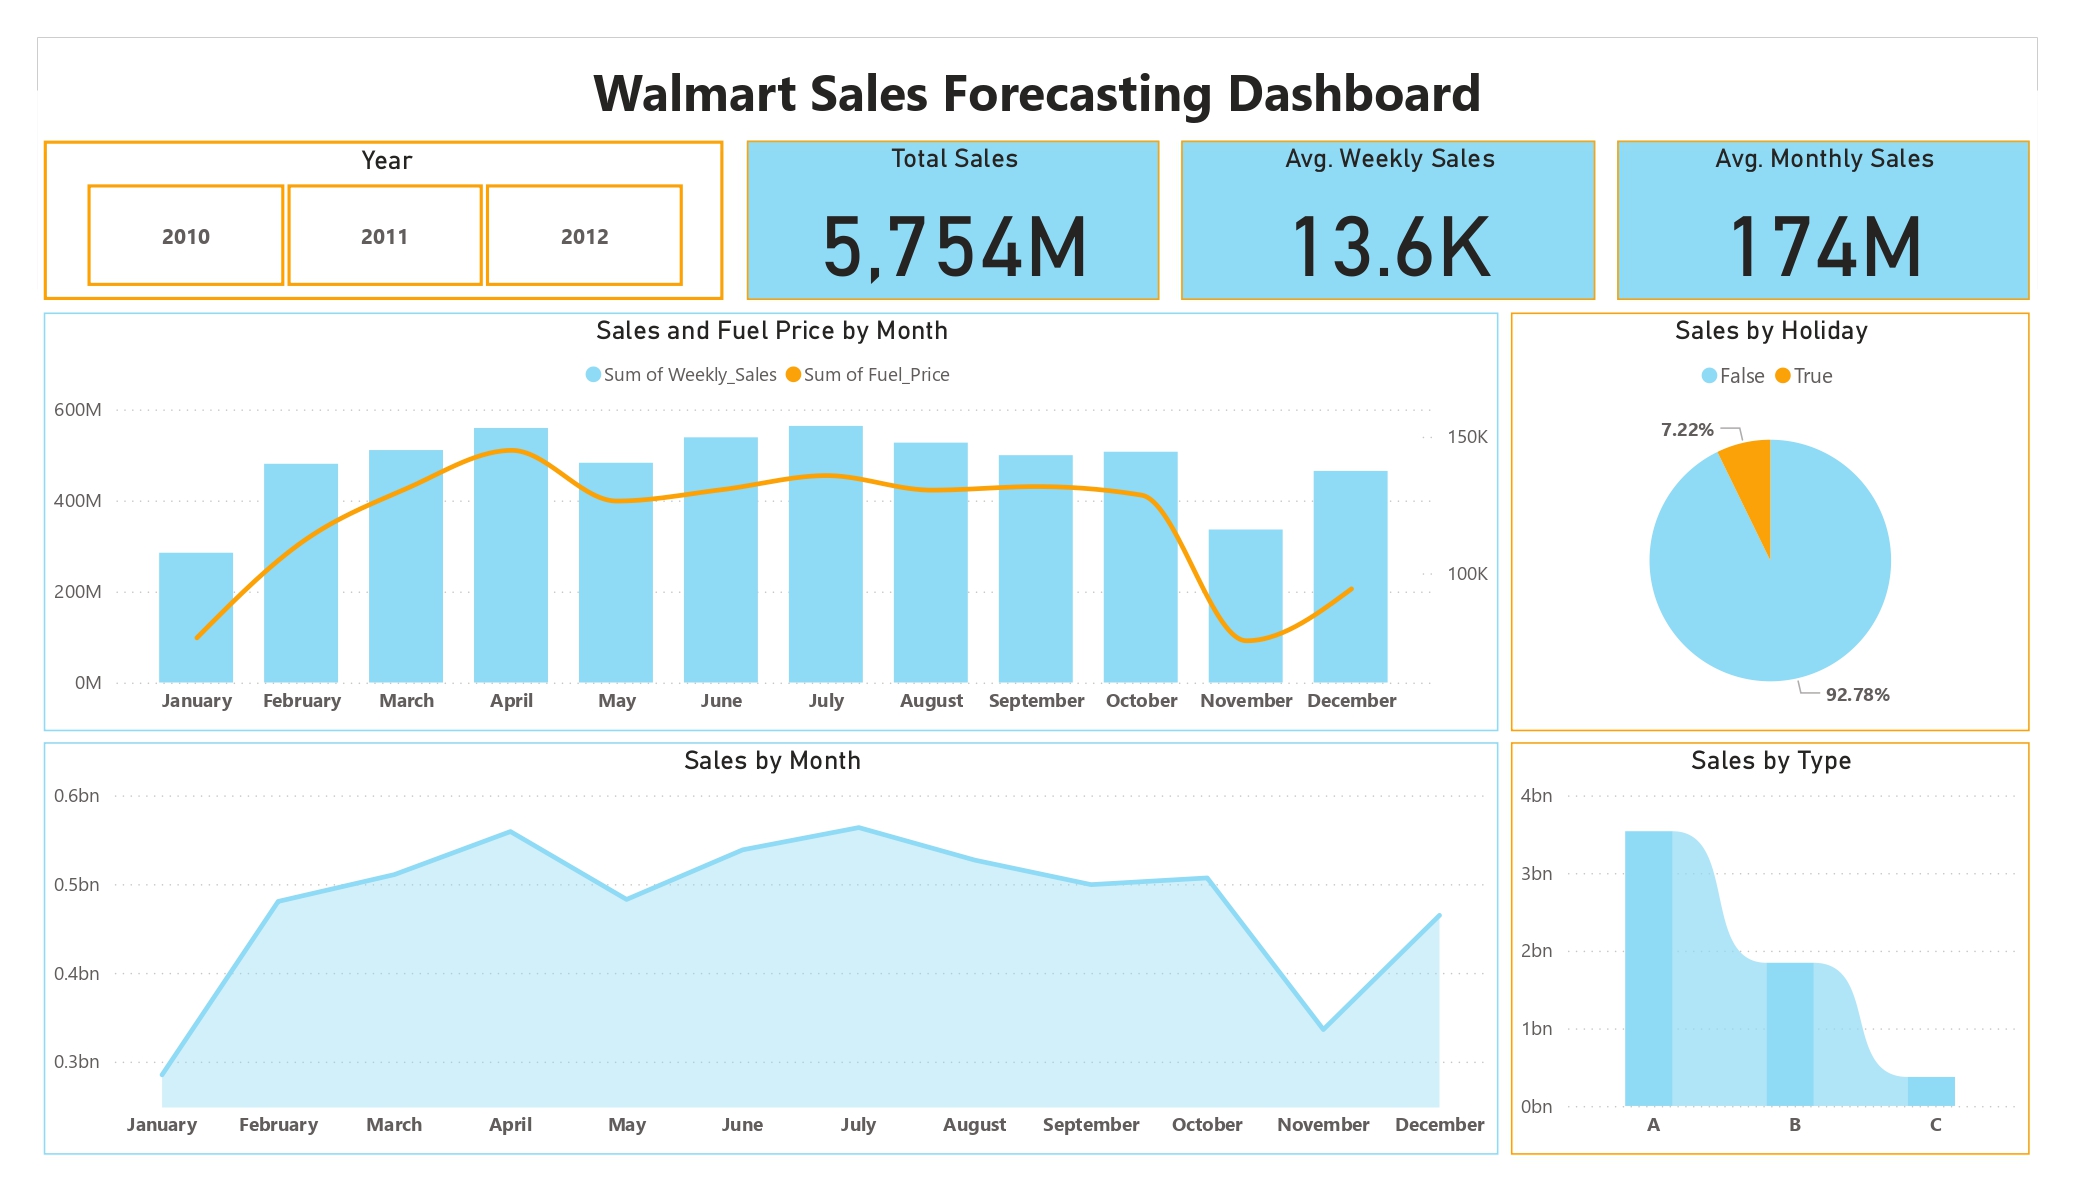 Walmart Sales Forecasting Dashboard
Year
2010 2011 2012
Total Sales
5,754M
Avg. Weekly Sales
13.6K
Avg. Monthly Sales
174M
Sales and Fuel Price by Month
Sum of Weekly_Sales Sum of Fuel_Price
600M
400M
200M
0M
150K
100K
January February March April May June July August September October November December
Sales by Holiday
False True
7.22%
92.78%
Sales by Month
0.6bn
0.5bn
0.4bn
0.3bn
January February March April May June July August September October November December
Sales by Type
4bn
3bn
2bn
1bn
0bn
A B C